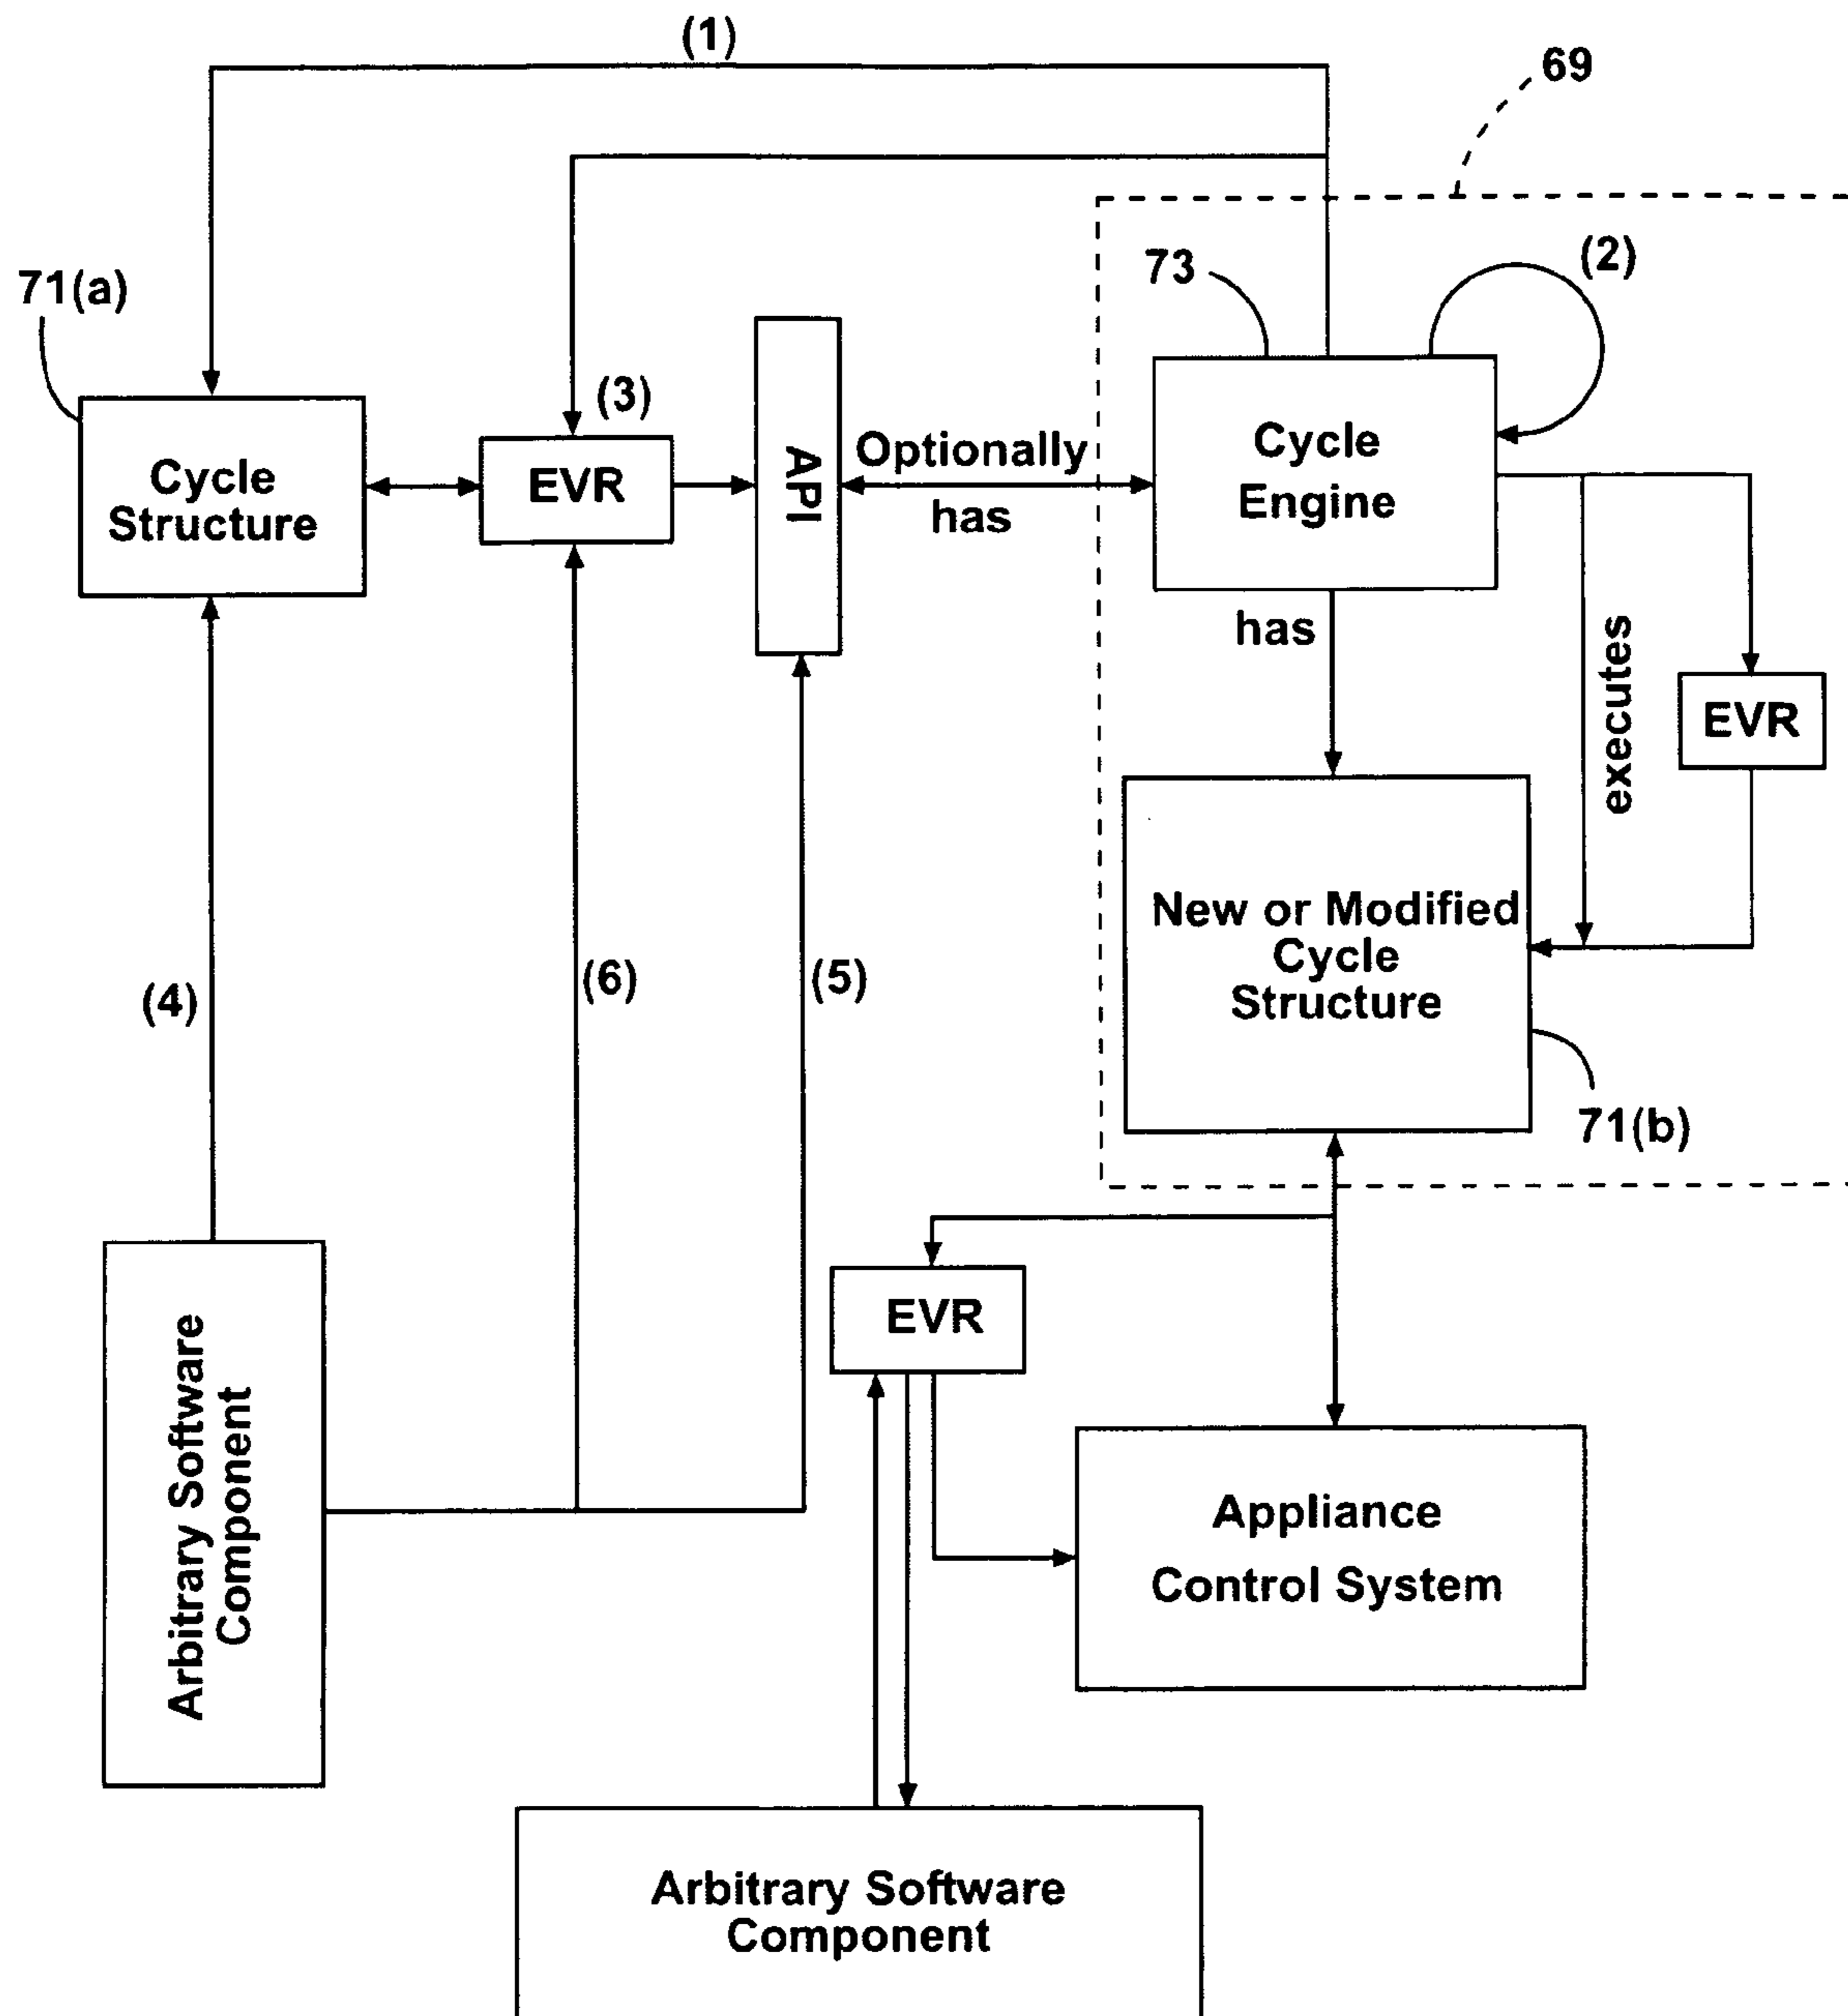 (1)
69
(2)
73
71(a)
(3)
Cycle
Structure
EVR
API
Optionally
has
Cycle
Engine
has
executes
EVR
New or Modified
Cycle
Structure
(4)
(6)
(5)
71(b)
EVR
Arbitrary Software
Component
Appliance
Control System
Arbitrary Software
Component